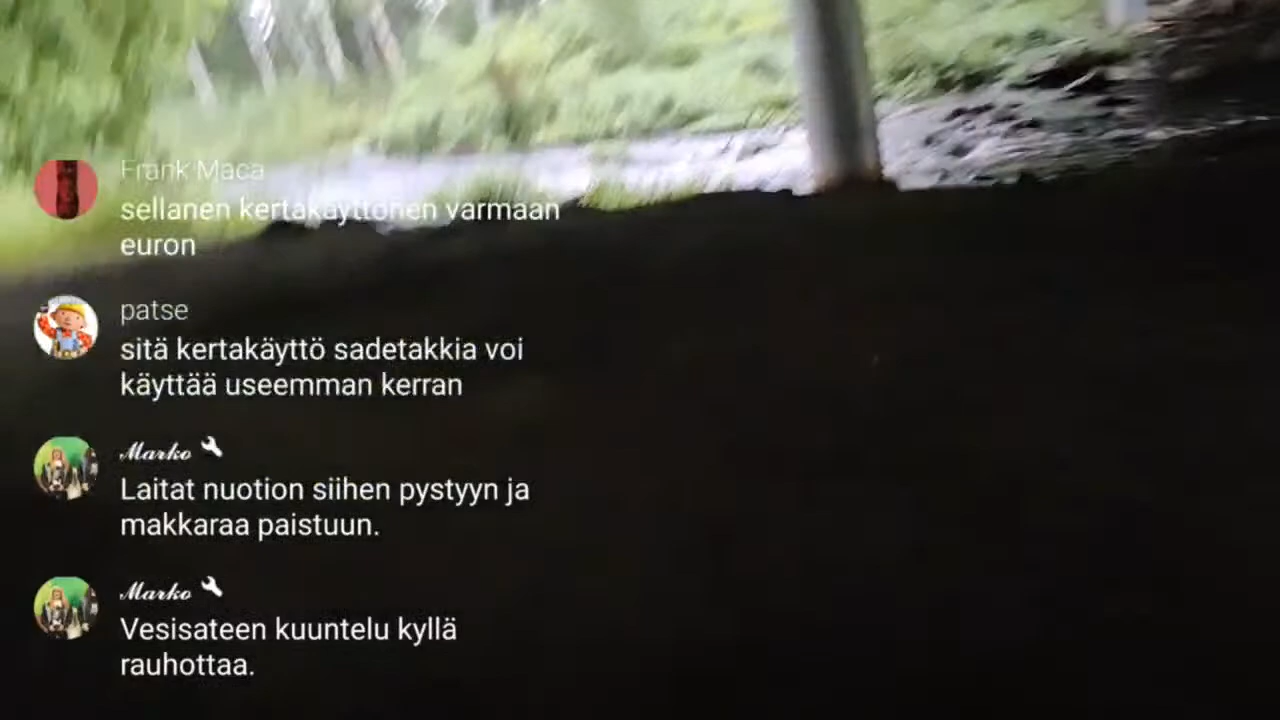 Frank Maca
sellanen kertakäyttönen varmaan
euron
patse
sitä kertakäyttö sadetakkia voi
käyttää useemman kerran
Marko
Laitat nuotion siihen pystyyn ja
makkaraa paistuun.
Marko
Vesisateen kuuntelu kyllä
rauhottaa.